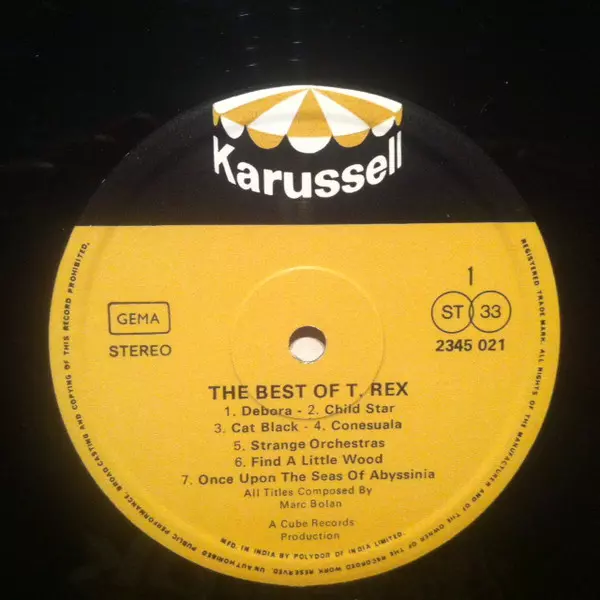 Karussell
1
GEMA
STEREO
ST 33
2345 021
THE BEST OF T. REX
1. Debora - 2. Child Star
3. Cat Black - 4. Conesuala
5. Strange Orchestras
6. Find A Little Wood
7. Once Upon The Seas Of Abyssinia
All Titles Composed By
Marc Bolan
A Cube Records
Production
MFD. IN INDIA BY POLYDOR OF INDIA LIMITED.
REGISTERED TRADE MARK. ALL RIGHTS OF THE MANUFACTURER AND OF THE OWNER OF THE RECORDED WORK RESERVED. UNAUTHORISED PUBLIC PERFORMANCE, BROADCASTING AND COPYING OF THIS RECORD PROHIBITED.